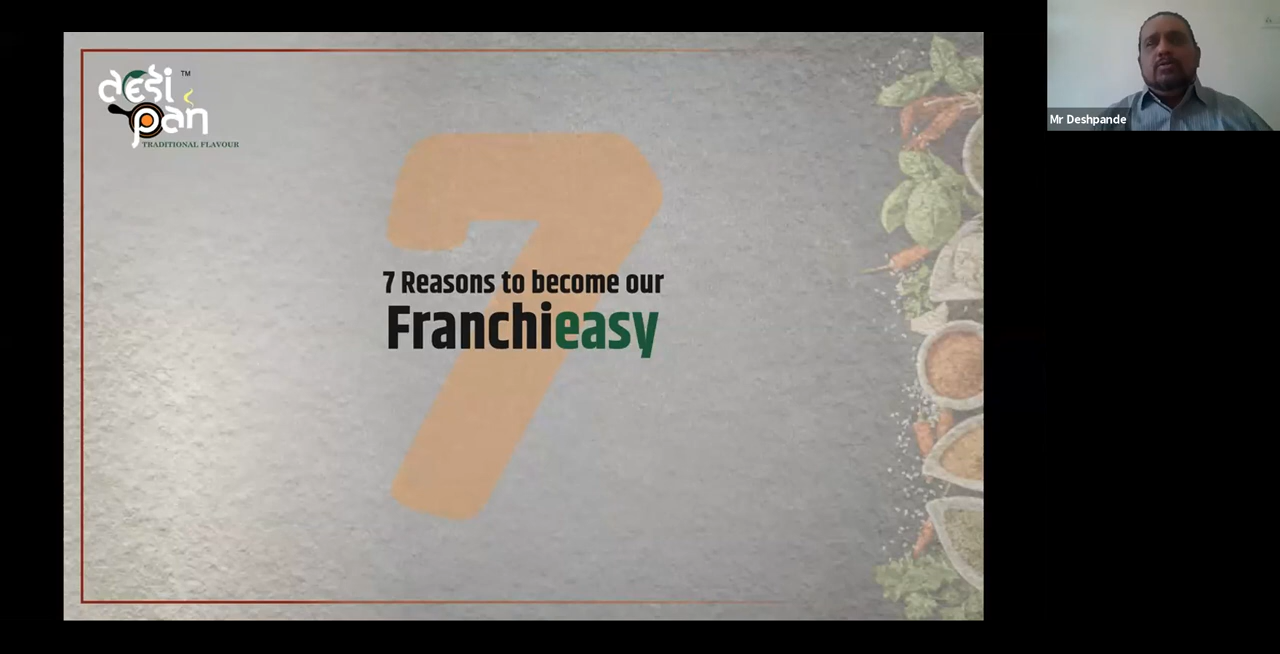 desi
TM
pan
TRADITIONAL FLAVOUR
7
7 Reasons to become our
Franchieasy
Mr Deshpande